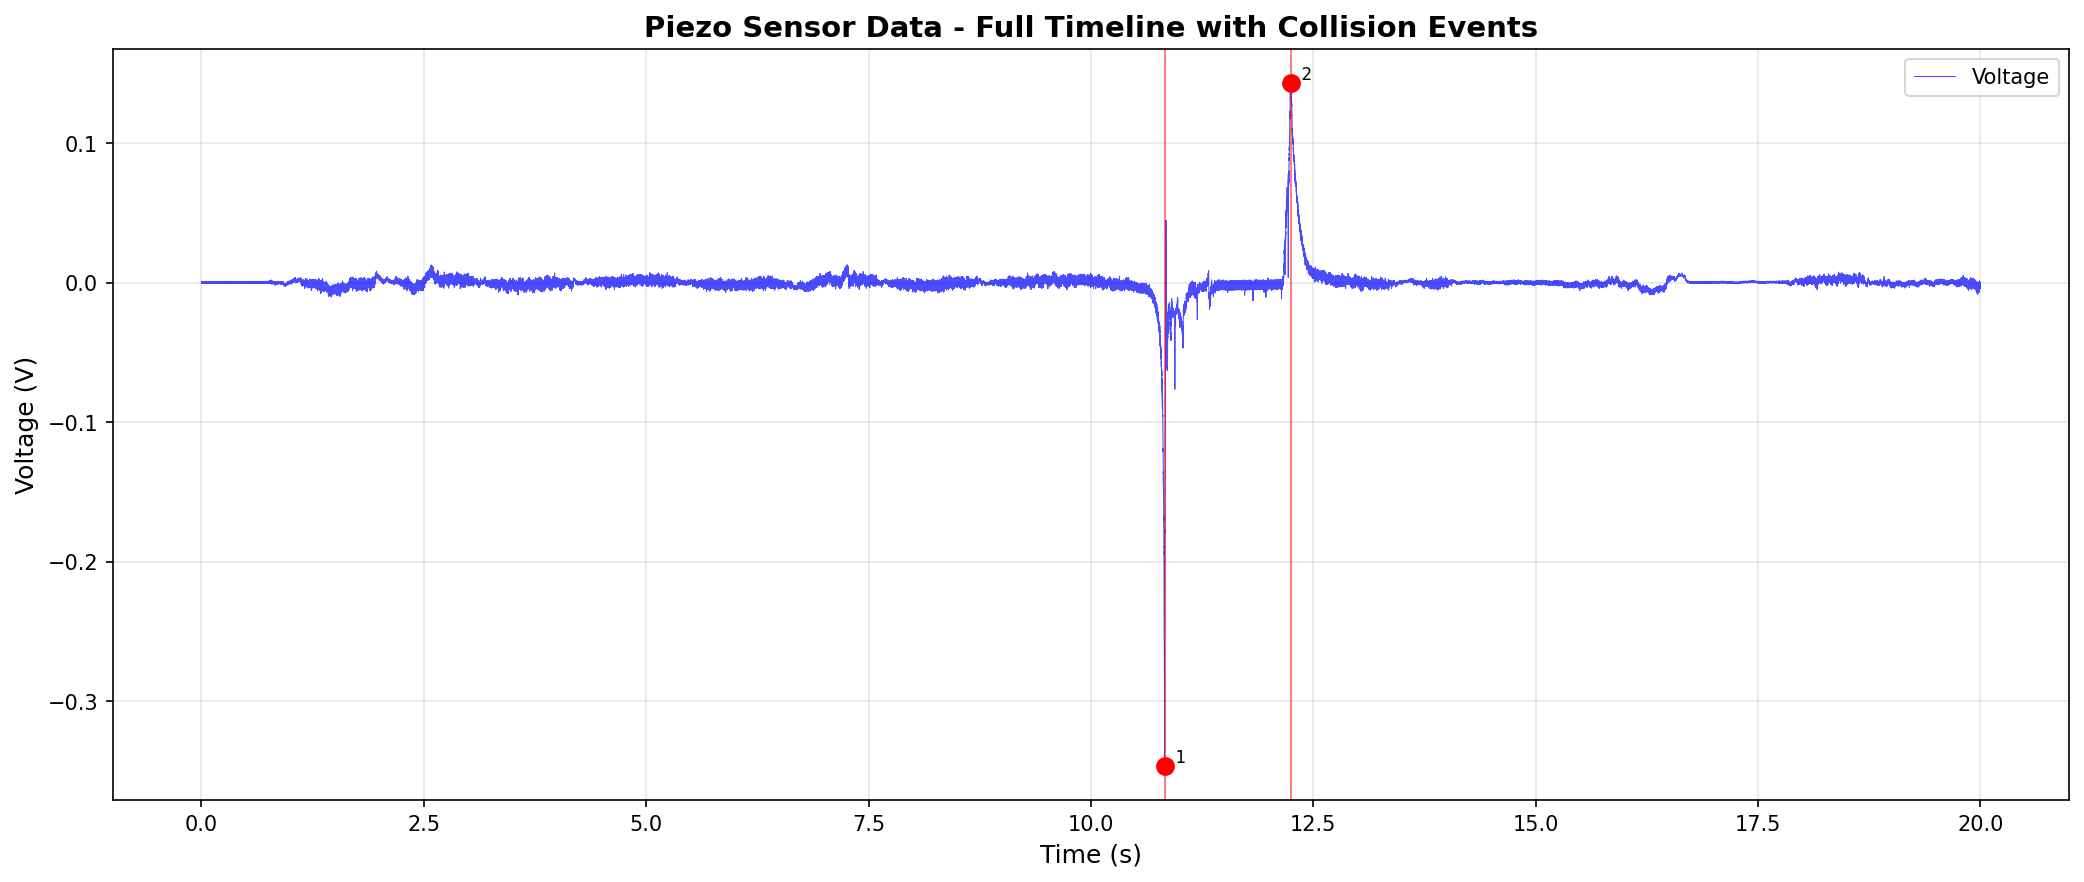 Piezo Sensor Data - Full Timeline with Collision Events
Voltage
2
1
0.1
0.0
−0.1
−0.2
−0.3
Voltage (V)
0.0 2.5 5.0 7.5 10.0 12.5 15.0 17.5 20.0
Time (s)